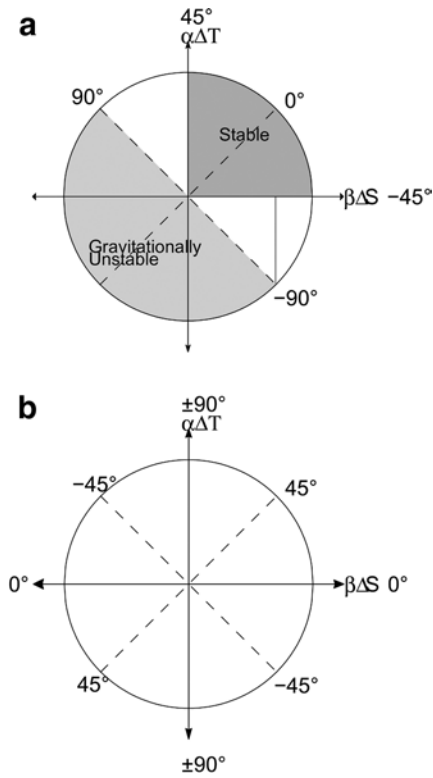 a
45°
αΔT
90°
0°
Stable
βΔS −45°
Gravitationally
Unstable
−90°
b
±90°
αΔT
−45°
45°
0°
βΔS 0°
45°
−45°
±90°